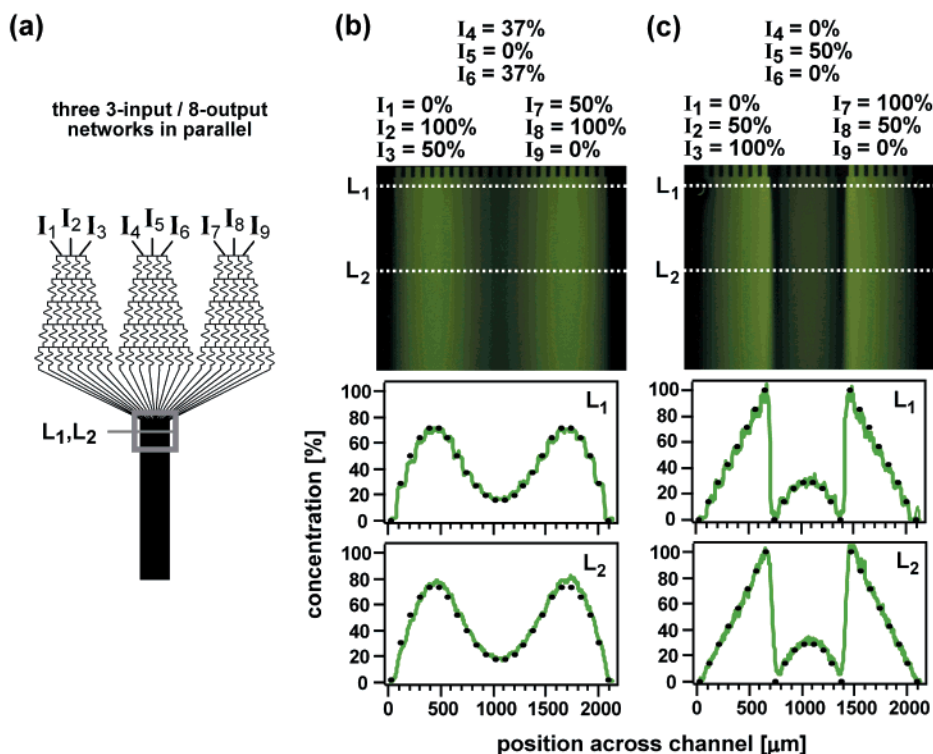 (a)
three 3-input / 8-output
networks in parallel
I1 I2 I3 I4 I5 I6 I7 I8 I9
L1,L2
(b)
I4 = 37%
I5 = 0%
I6 = 37%
I1 = 0%
I2 = 100%
I3 = 50%
I7 = 50%
I8 = 100%
I9 = 0%
L1
L2
(c)
I4 = 0%
I5 = 50%
I6 = 0%
I1 = 0%
I2 = 50%
I3 = 100%
I7 = 100%
I8 = 50%
I9 = 0%
L1
L2
concentration [%]
100
80
60
40
20
0
L1
100
80
60
40
20
0
L1
100
80
60
40
20
0
L2
0 500 1000 1500 2000
100
80
60
40
20
0
L2
0 500 1000 1500 2000
position across channel [µm]